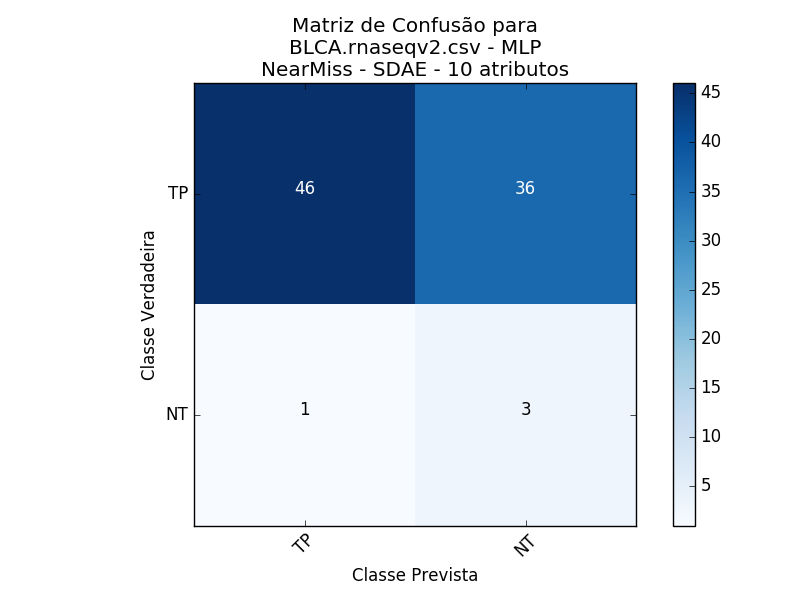 Matriz de Confusão para
BLCA.rnaseqv2.csv - MLP
NearMiss - SDAE - 10 atributos
TP
46
36
NT
1
3
TP
NT
Classe Verdadeira
Classe Prevista
45
40
35
30
25
20
15
10
5